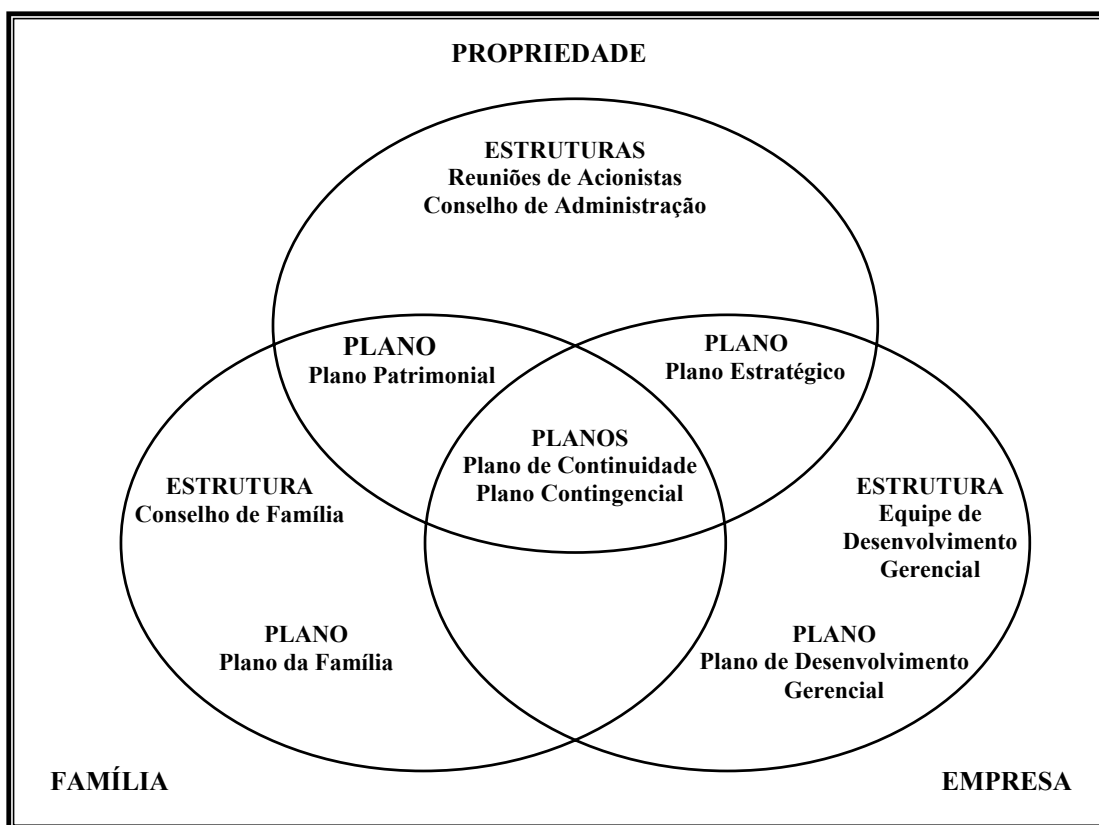 PROPRIEDADE
ESTRUTURAS
Reuniões de Acionistas
Conselho de Administração
PLANO
Plano Patrimonial
PLANO
Plano Estratégico
PLANOS
Plano de Continuidade
Plano Contingencial
ESTRUTURA
Conselho de Família
ESTRUTURA
Equipe de
Desenvolvimento
Gerencial
PLANO
Plano da Família
PLANO
Plano de Desenvolvimento
Gerencial
FAMÍLIA
EMPRESA